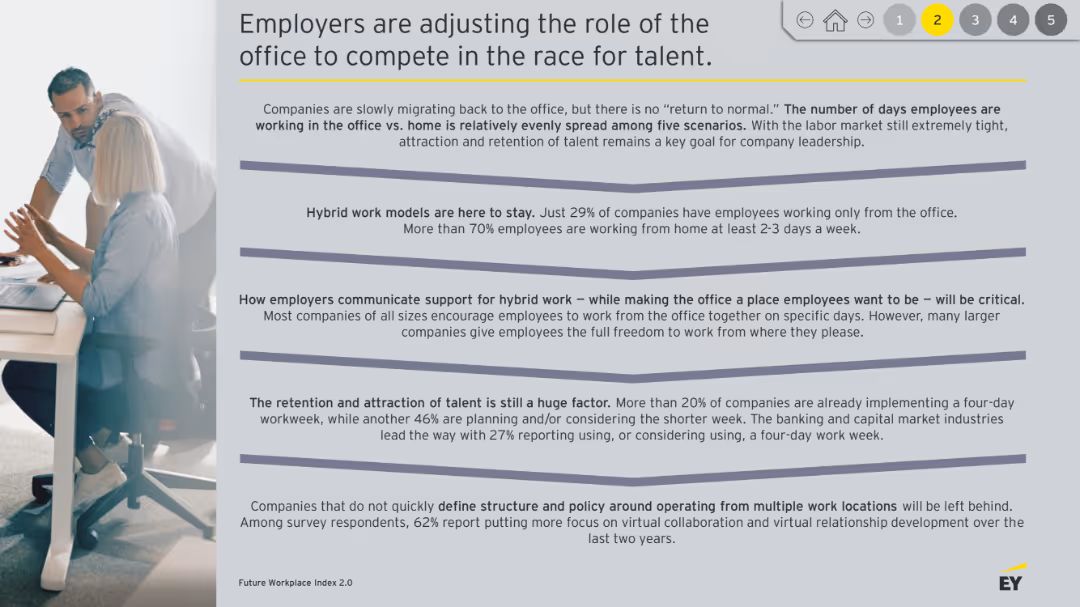 Employers are adjusting the role of the
office to compete in the race for talent.
1 2 3 4 5
Companies are slowly migrating back to the office, but there is no “return to normal.” The number of days employees are
working in the office vs. home is relatively evenly spread among five scenarios. With the labor market still extremely tight,
attraction and retention of talent remains a key goal for company leadership.
Hybrid work models are here to stay. Just 29% of companies have employees working only from the office.
More than 70% employees are working from home at least 2-3 days a week.
How employers communicate support for hybrid work — while making the office a place employees want to be — will be critical.
Most companies of all sizes encourage employees to work from the office together on specific days. However, many larger
companies give employees the full freedom to work from where they please.
The retention and attraction of talent is still a huge factor. More than 20% of companies are already implementing a four-day
workweek, while another 46% are planning and/or considering the shorter week. The banking and capital market industries
lead the way with 27% reporting using, or considering using, a four-day work week.
Companies that do not quickly define structure and policy around operating from multiple work locations will be left behind.
Among survey respondents, 62% report putting more focus on virtual collaboration and virtual relationship development over the
last two years.
Future Workplace Index 2.0
EY